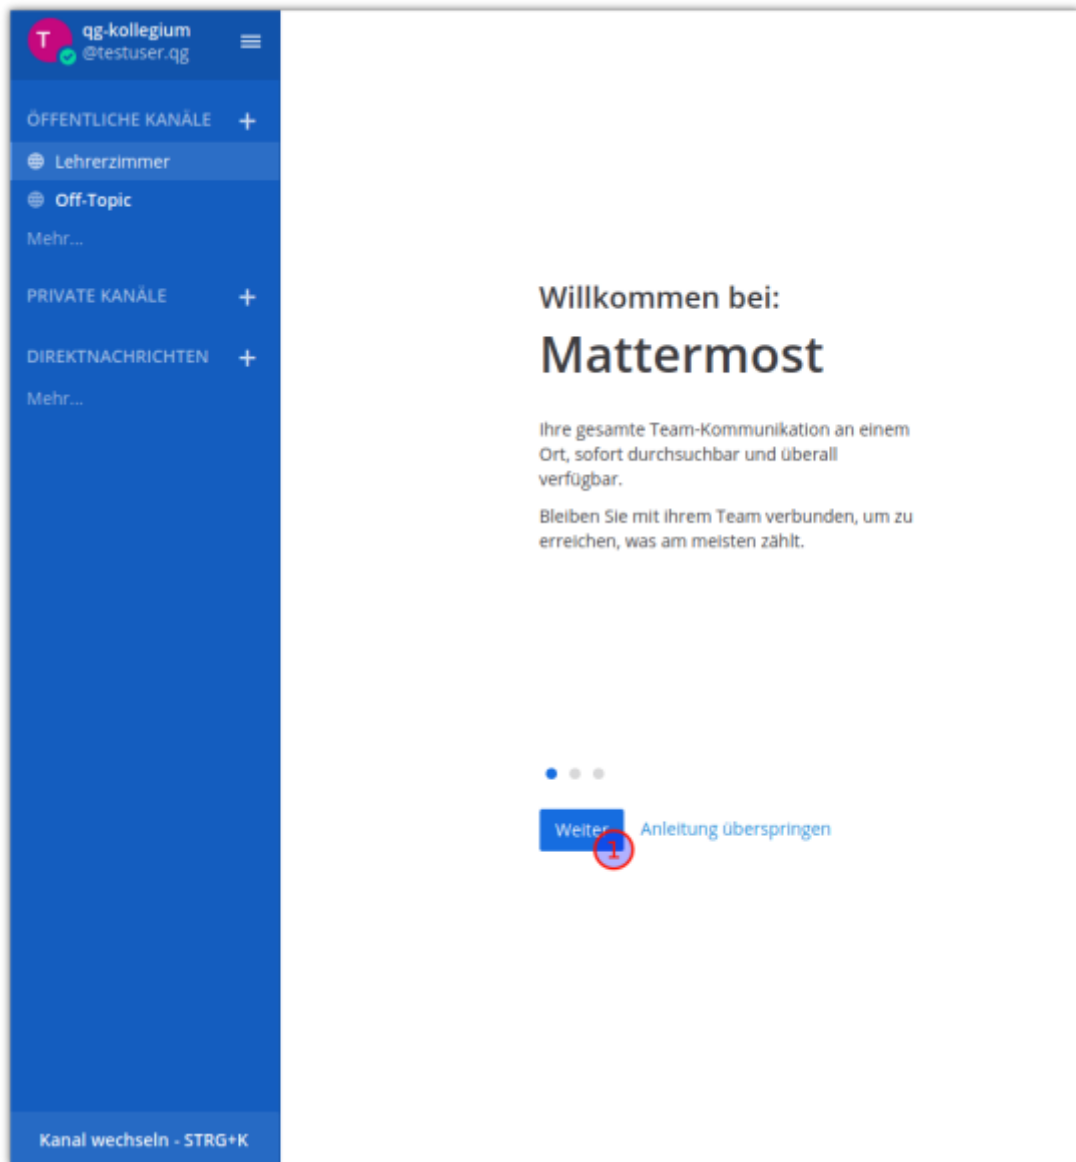 T
qg-kollegium
@testuser.qg
ÖFFENTLICHE KANÄLE +
Lehrerzimmer
Off-Topic
Mehr...
PRIVATE KANÄLE +
DIREKTNACHRICHTEN +
Mehr...
Kanal wechseln - STRG+K
Willkommen bei:
Mattermost
Ihre gesamte Team-Kommunikation an einem
Ort, sofort durchsuchbar und überall
verfügbar.
Bleiben Sie mit ihrem Team verbunden, um zu
erreichen, was am meisten zählt.
Weiter Anleitung überspringen
1